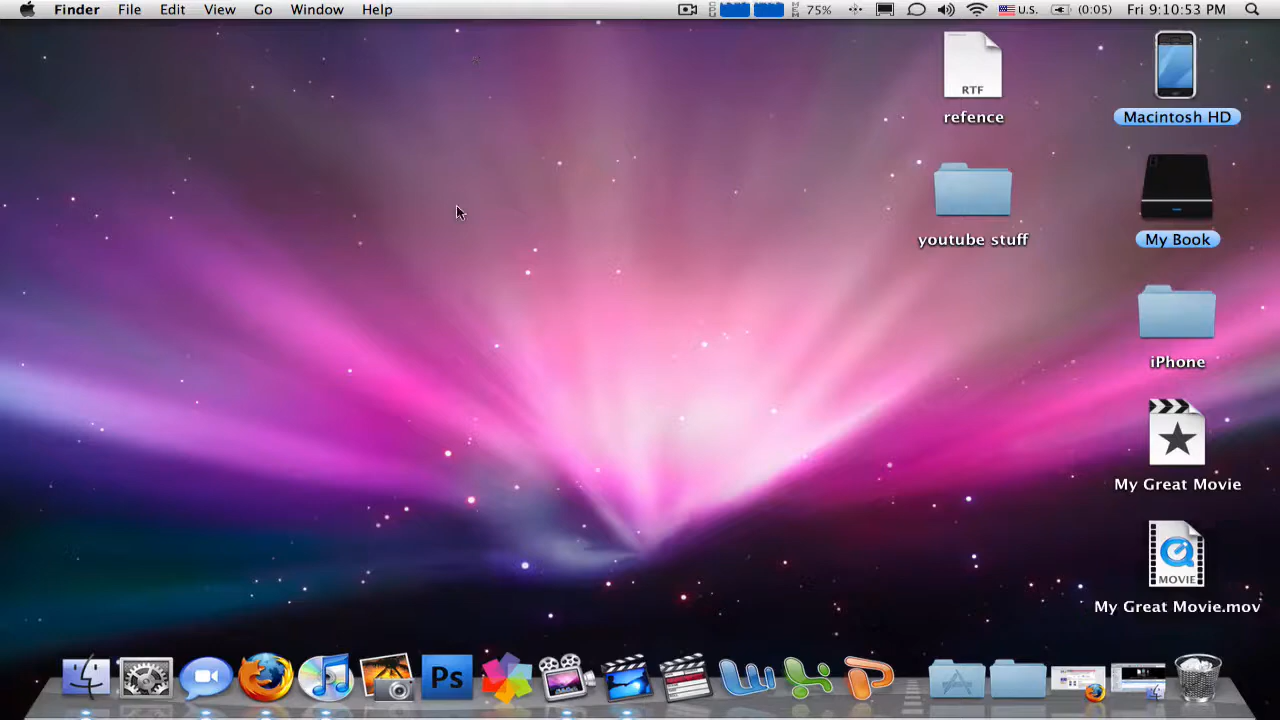 Finder File Edit View Go Window Help 75% U.S. (0:05) Fri 9:10:53 PM
RTF
refence
Macintosh HD
youtube stuff
My Book
iPhone
My Great Movie
MOVIE
My Great Movie.mov
Ps